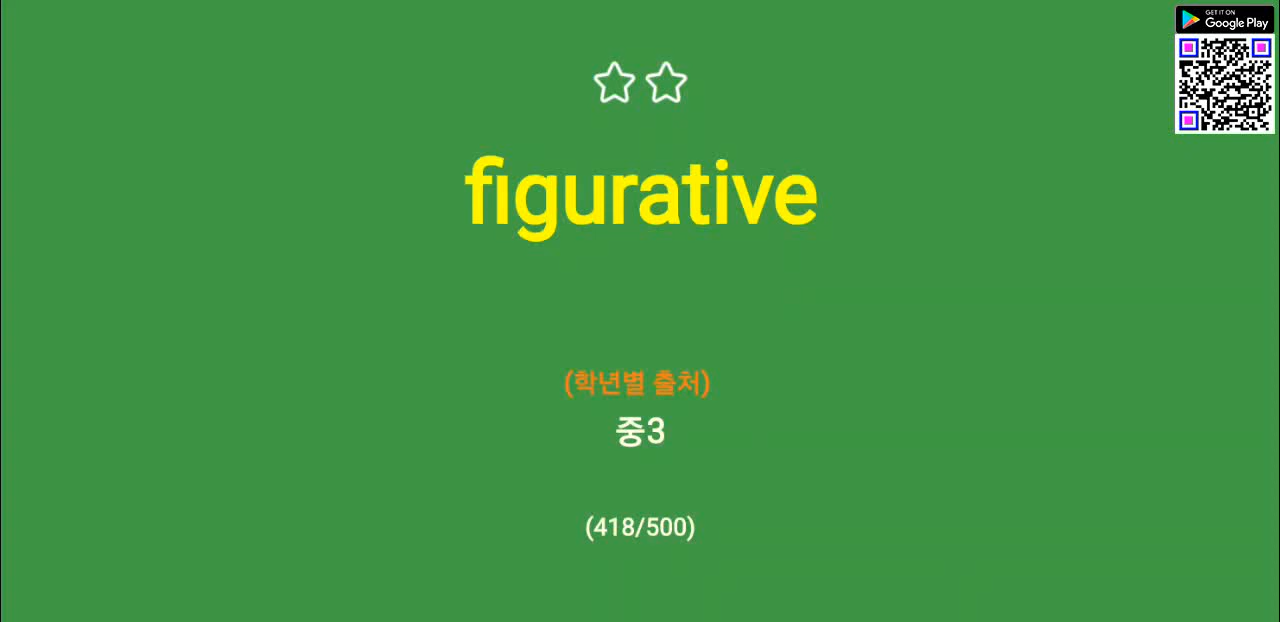 GET IT ON
Google Play
figurative
(학년별 출처)
중3
(418/500)